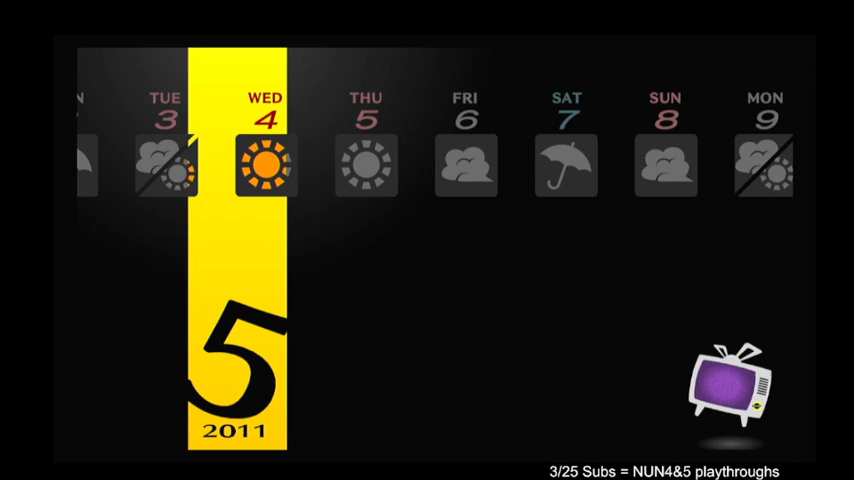 N TUE WED THU FRI SAT SUN MON
3 4 5 6 7 8 9
5
2011
3/25 Subs = NUN4&5 playthroughs